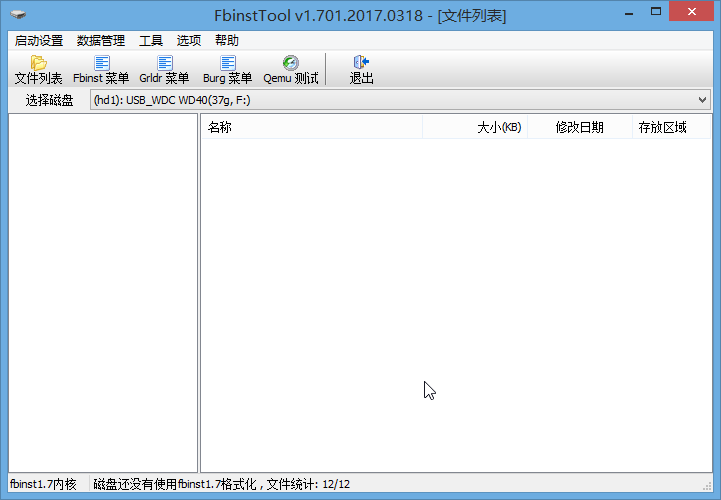 FbinstTool v1.701.2017.0318 - [文件列表]
启动设置 数据管理 工具 选项 帮助
文件列表 Fbinst 菜单 Grldr 菜单 Burg 菜单 Qemu 测试 退出
选择磁盘 (hd1): USB_WDC WD40(37g, F:)
名称 大小(KB) 修改日期 存放区域
fbinst1.7内核 磁盘还没有使用fbinst1.7格式化 , 文件统计: 12/12